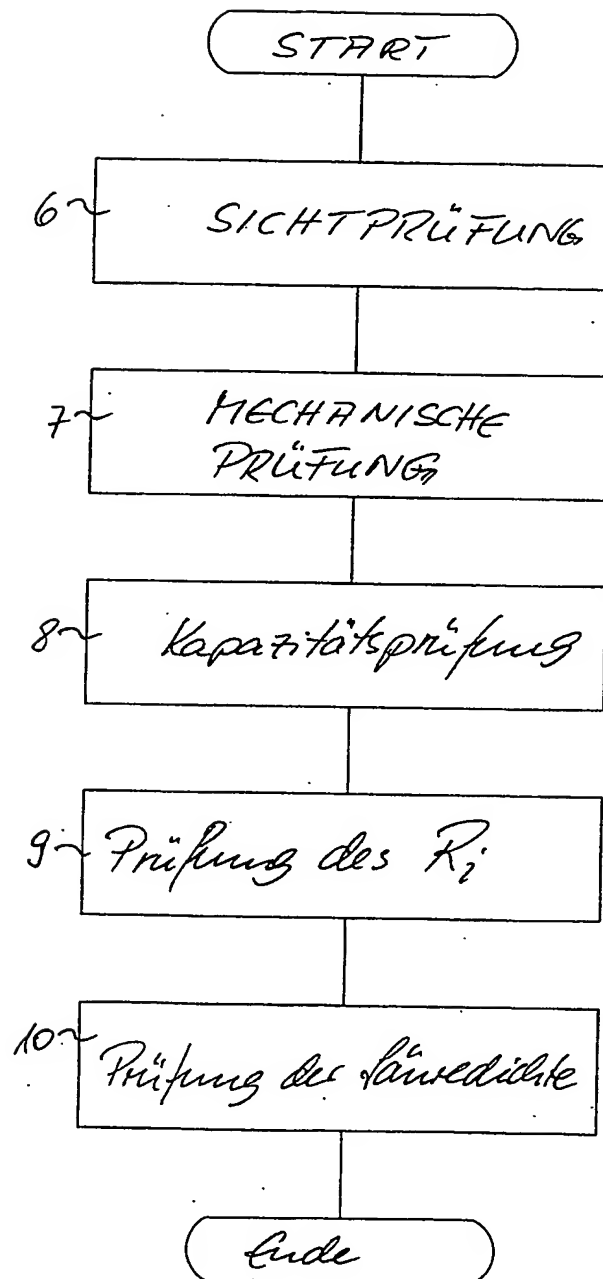 START
6 SICHTPRÜFUNG
7 MECHANISCHE
PRÜFUNG
8 Kapazitätsprüfung
9 Prüfung des Ri
10 Prüfung der Säuredichte
Ende